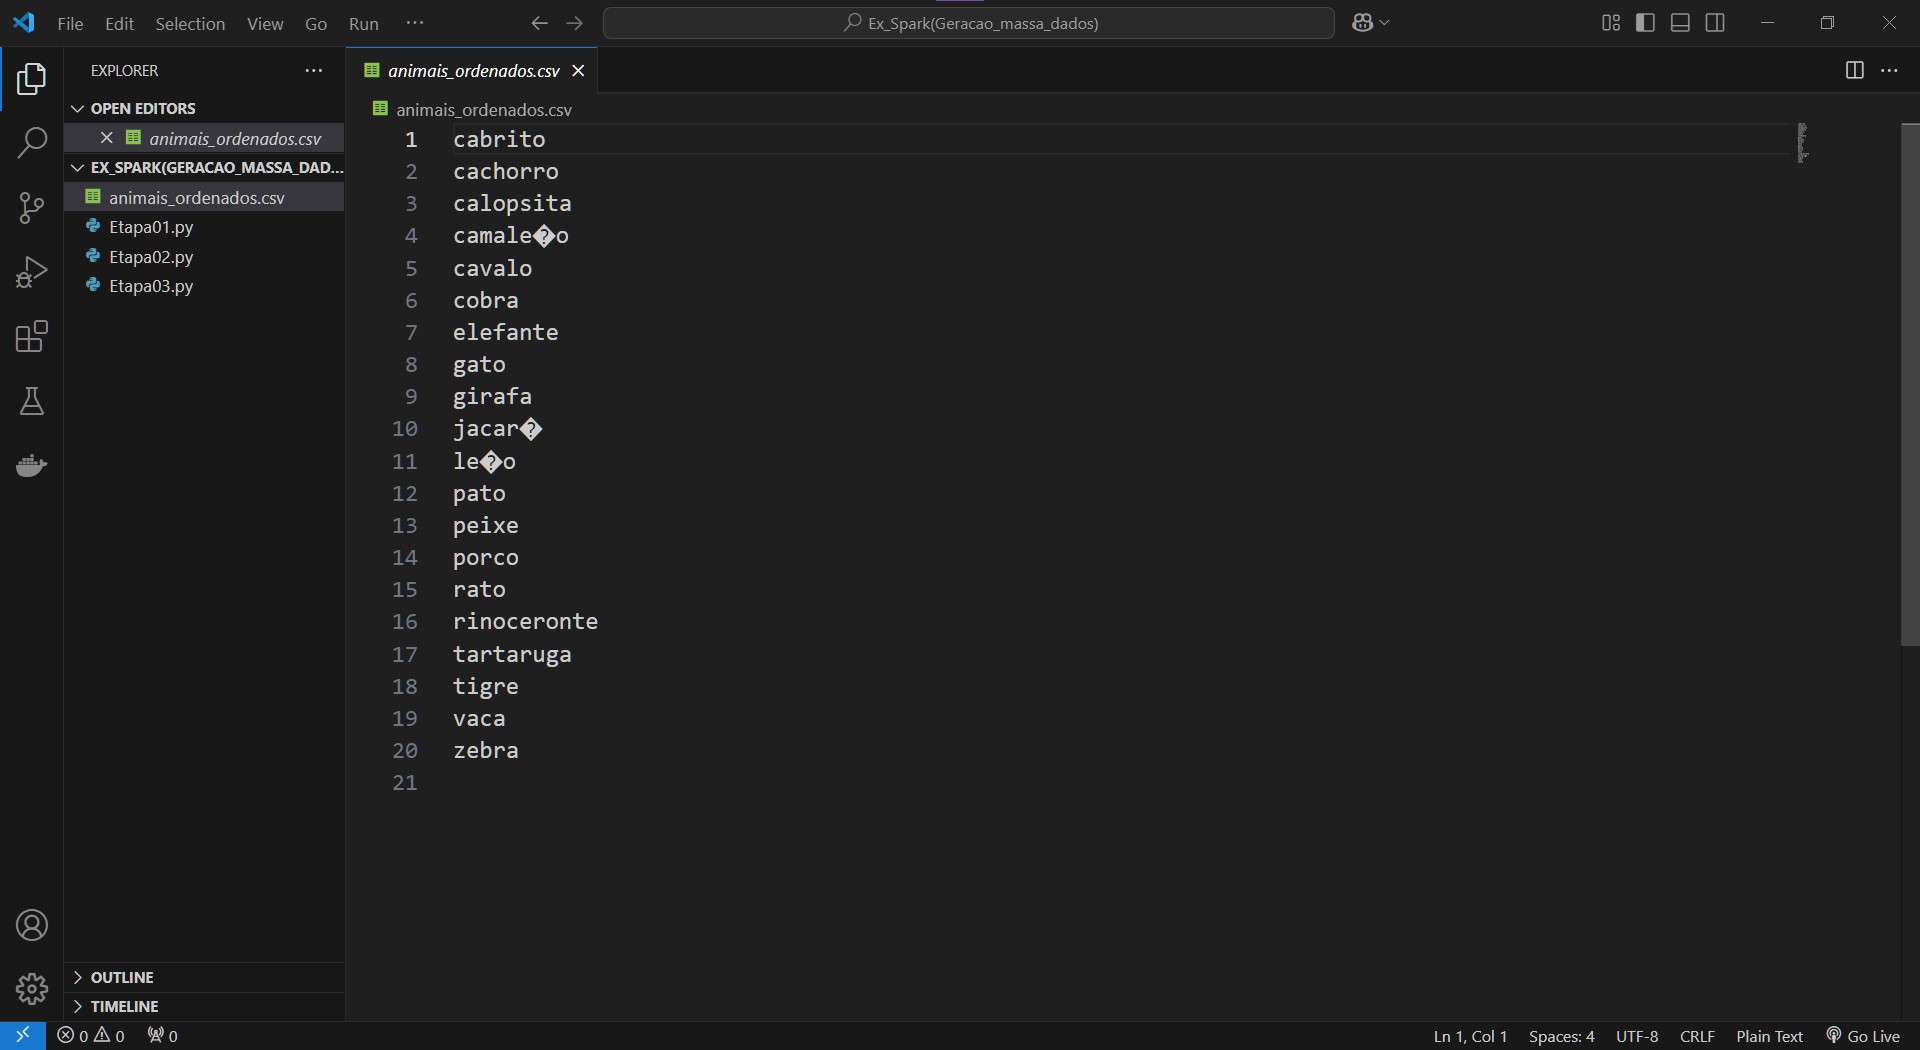 File Edit Selection View Go Run ···
Ex_Spark(Geracao_massa_dados)
EXPLORER
OPEN EDITORS
animais_ordenados.csv
EX_SPARK(GERACAO_MASSA_DAD...
animais_ordenados.csv
Etapa01.py
Etapa02.py
Etapa03.py
OUTLINE
TIMELINE
animais_ordenados.csv
animais_ordenados.csv
1 cabrito
2 cachorro
3 calopsita
4 camale�o
5 cavalo
6 cobra
7 elefante
8 gato
9 girafa
10 jacar�
11 le�o
12 pato
13 peixe
14 porco
15 rato
16 rinoceronte
17 tartaruga
18 tigre
19 vaca
20 zebra
21
0 0 0 Ln 1, Col 1 Spaces: 4 UTF-8 CRLF Plain Text Go Live